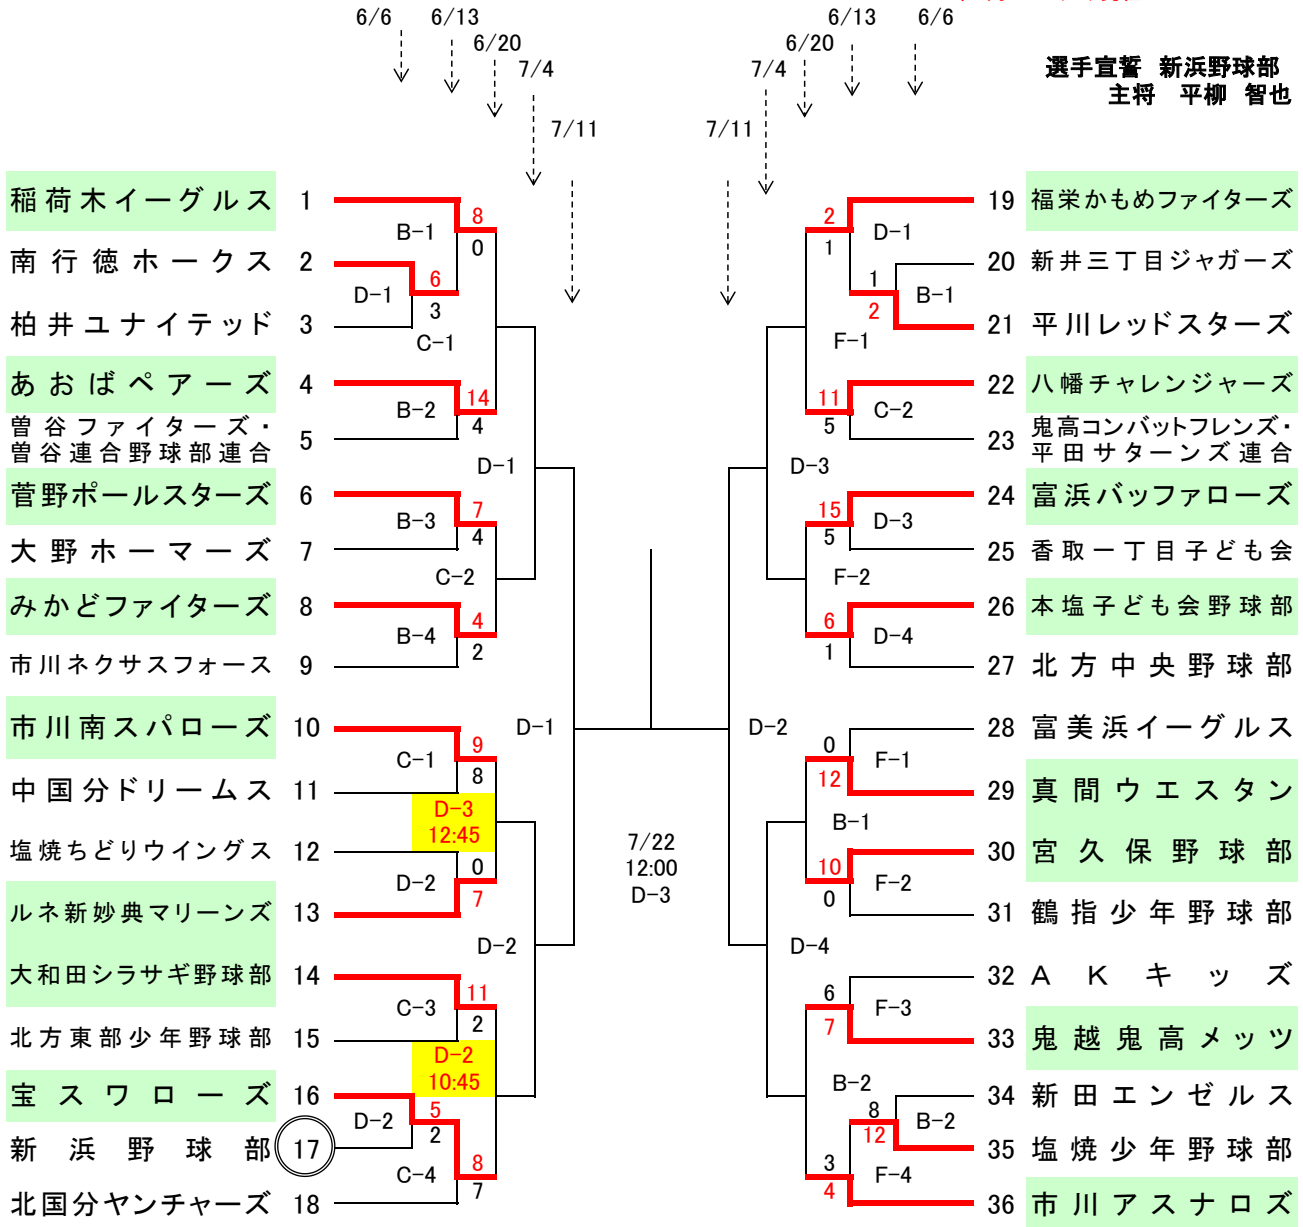 6/6
6/13
6/20
7/4
7/11
7/11
7/4
6/20
6/13
6/6
選手宣誓 新浜野球部
主将 平柳 智也
稲荷木イーグルス 1
南行徳ホークス 2
柏井ユナイテッド 3
あおばペアーズ 4
曽谷ファイターズ・
曽谷連合野球部連合 5
菅野ポールスターズ 6
大野ホーマーズ 7
みかどファイターズ 8
市川ネクサスフォース 9
市川南スパローズ 10
中国分ドリームス 11
塩焼ちどりウイングス 12
ルネ新妙典マリーンズ 13
大和田シラサギ野球部 14
北方東部少年野球部 15
宝スワローズ 16
新浜野球部 17
北国分ヤンチャーズ 18
B-1
8
0
D-1
6
3
C-1
B-2
14
4
D-1
B-3
7
4
C-2
B-4
4
2
D-1
C-1
9
8
D-3
12:45
D-2
0
7
D-2
C-3
11
2
D-2
10:45
D-2
5
2
C-4
8
7
7/22
12:00
D-3
19 福栄かもめファイターズ
20 新井三丁目ジャガーズ
21 平川レッドスターズ
22 八幡チャレンジャーズ
23 鬼高コンバットフレンズ・
平田サターンズ連合
24 富浜バッファローズ
25 香取一丁目子ども会
26 本塩子ども会野球部
27 北方中央野球部
28 富美浜イーグルス
29 真間ウエスタン
30 宮久保野球部
31 鶴指少年野球部
32 AKキッズ
33 鬼越鬼高メッツ
34 新田エンゼルス
35 塩焼少年野球部
36 市川アスナロズ
2
1
D-1
1
2
B-1
F-1
11
5
C-2
D-3
15
5
D-3
F-2
6
1
D-4
D-2
0
12
F-1
B-1
10
0
F-2
D-4
6
7
F-3
B-2
8
12
B-2
3
4
F-4